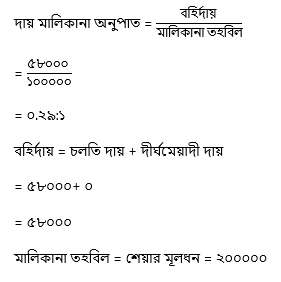 দায় মালিকানা অনুপাত = বহির্দায় / মালিকানা তহবিল
= ৫৮০০০ / ১০০০০০
= ০.২৯:১
বহির্দায় = চলতি দায় + দীর্ঘমেয়াদী দায়
= ৫৮০০০+ ০
= ৫৮০০০
মালিকানা তহবিল = শেয়ার মূলধন = ২০০০০০